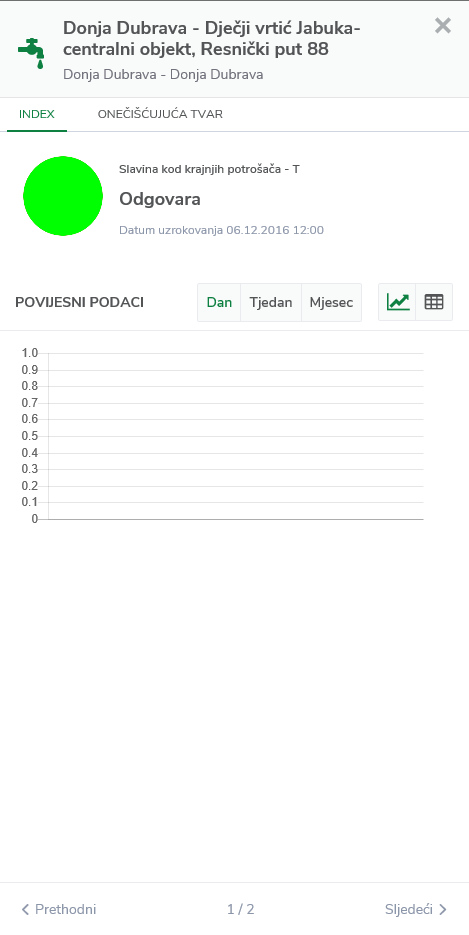 Donja Dubrava - Dječji vrtić Jabuka-
centralni objekt, Resnički put 88
Donja Dubrava - Donja Dubrava
INDEX
ONEČIŠĆUJUĆA TVAR
Slavina kod krajnjih potrošača - T
Odgovara
Datum uzrokovanja 06.12.2016 12:00
POVIJESNI PODACI
Dan
Tjedan
Mjesec
1.0
0.9
0.8
0.7
0.6
0.5
0.4
0.3
0.2
0.1
0
Prethodni
1 / 2
Sljedeći